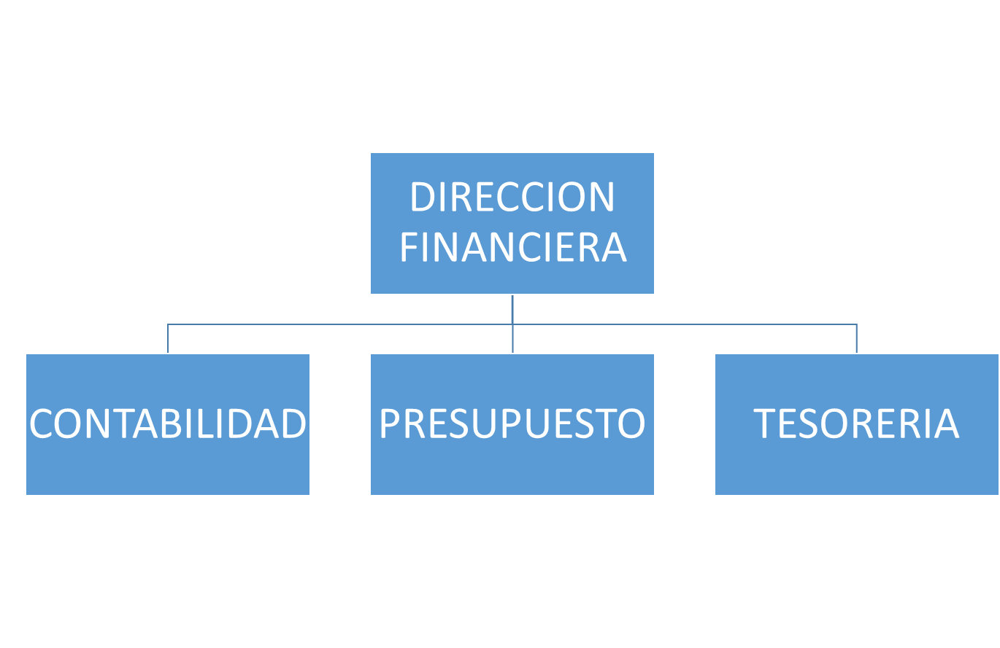 DIRECCION
FINANCIERA
CONTABILIDAD
PRESUPUESTO
TESORERIA